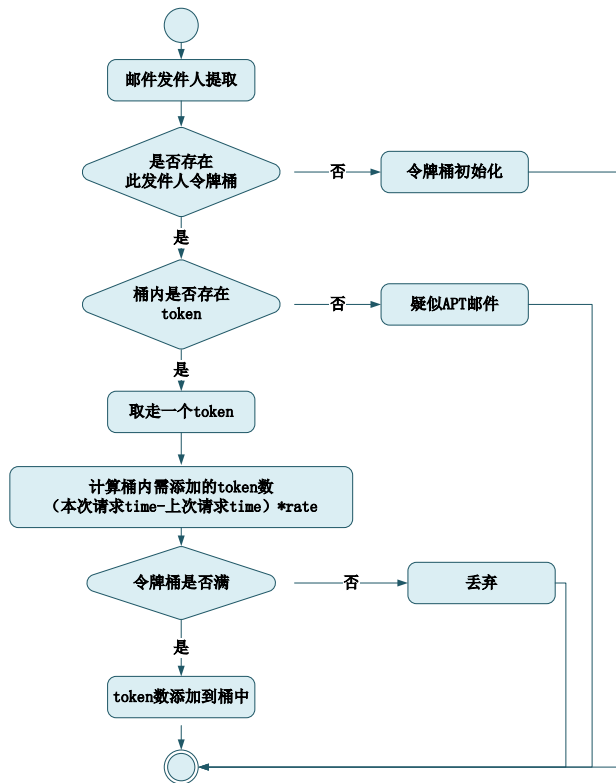 邮件发件人提取
是否存在
此发件人令牌桶
否
令牌桶初始化
是
桶内是否存在
token
否
疑似APT邮件
是
取走一个token
计算桶内需添加的token数
（本次请求time-上次请求time）*rate
令牌桶是否满
否
丢弃
是
token数添加到桶中